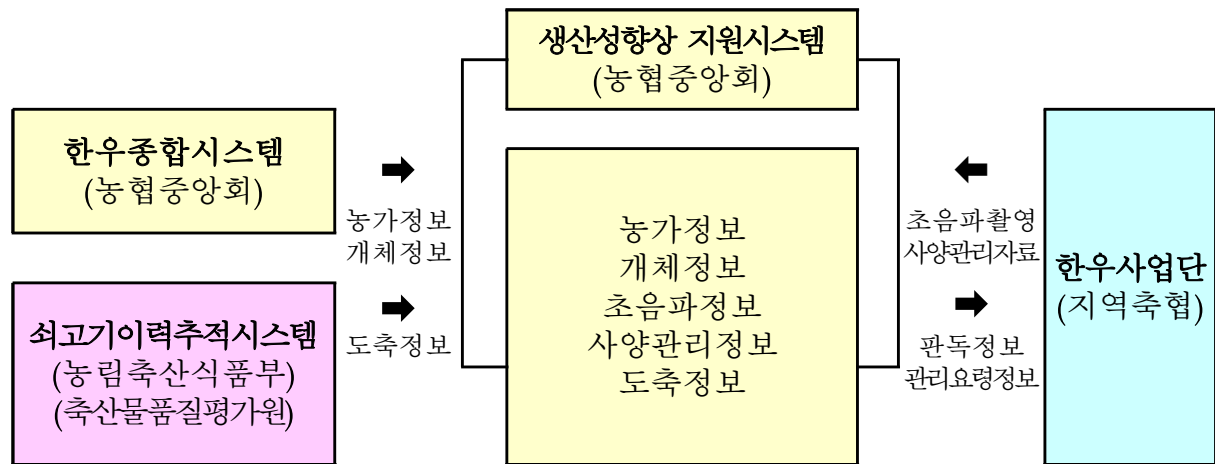 생산성향상 지원시스템
(농협중앙회)
한우종합시스템
(농협중앙회)
농가정보
개체정보
쇠고기이력추적시스템
(농림축산식품부)
(축산물품질평가원)
도축정보
농가정보
개체정보
초음파정보
사양관리정보
도축정보
초음파촬영
사양관리자료
판독정보
관리요령정보
한우사업단
(지역축협)